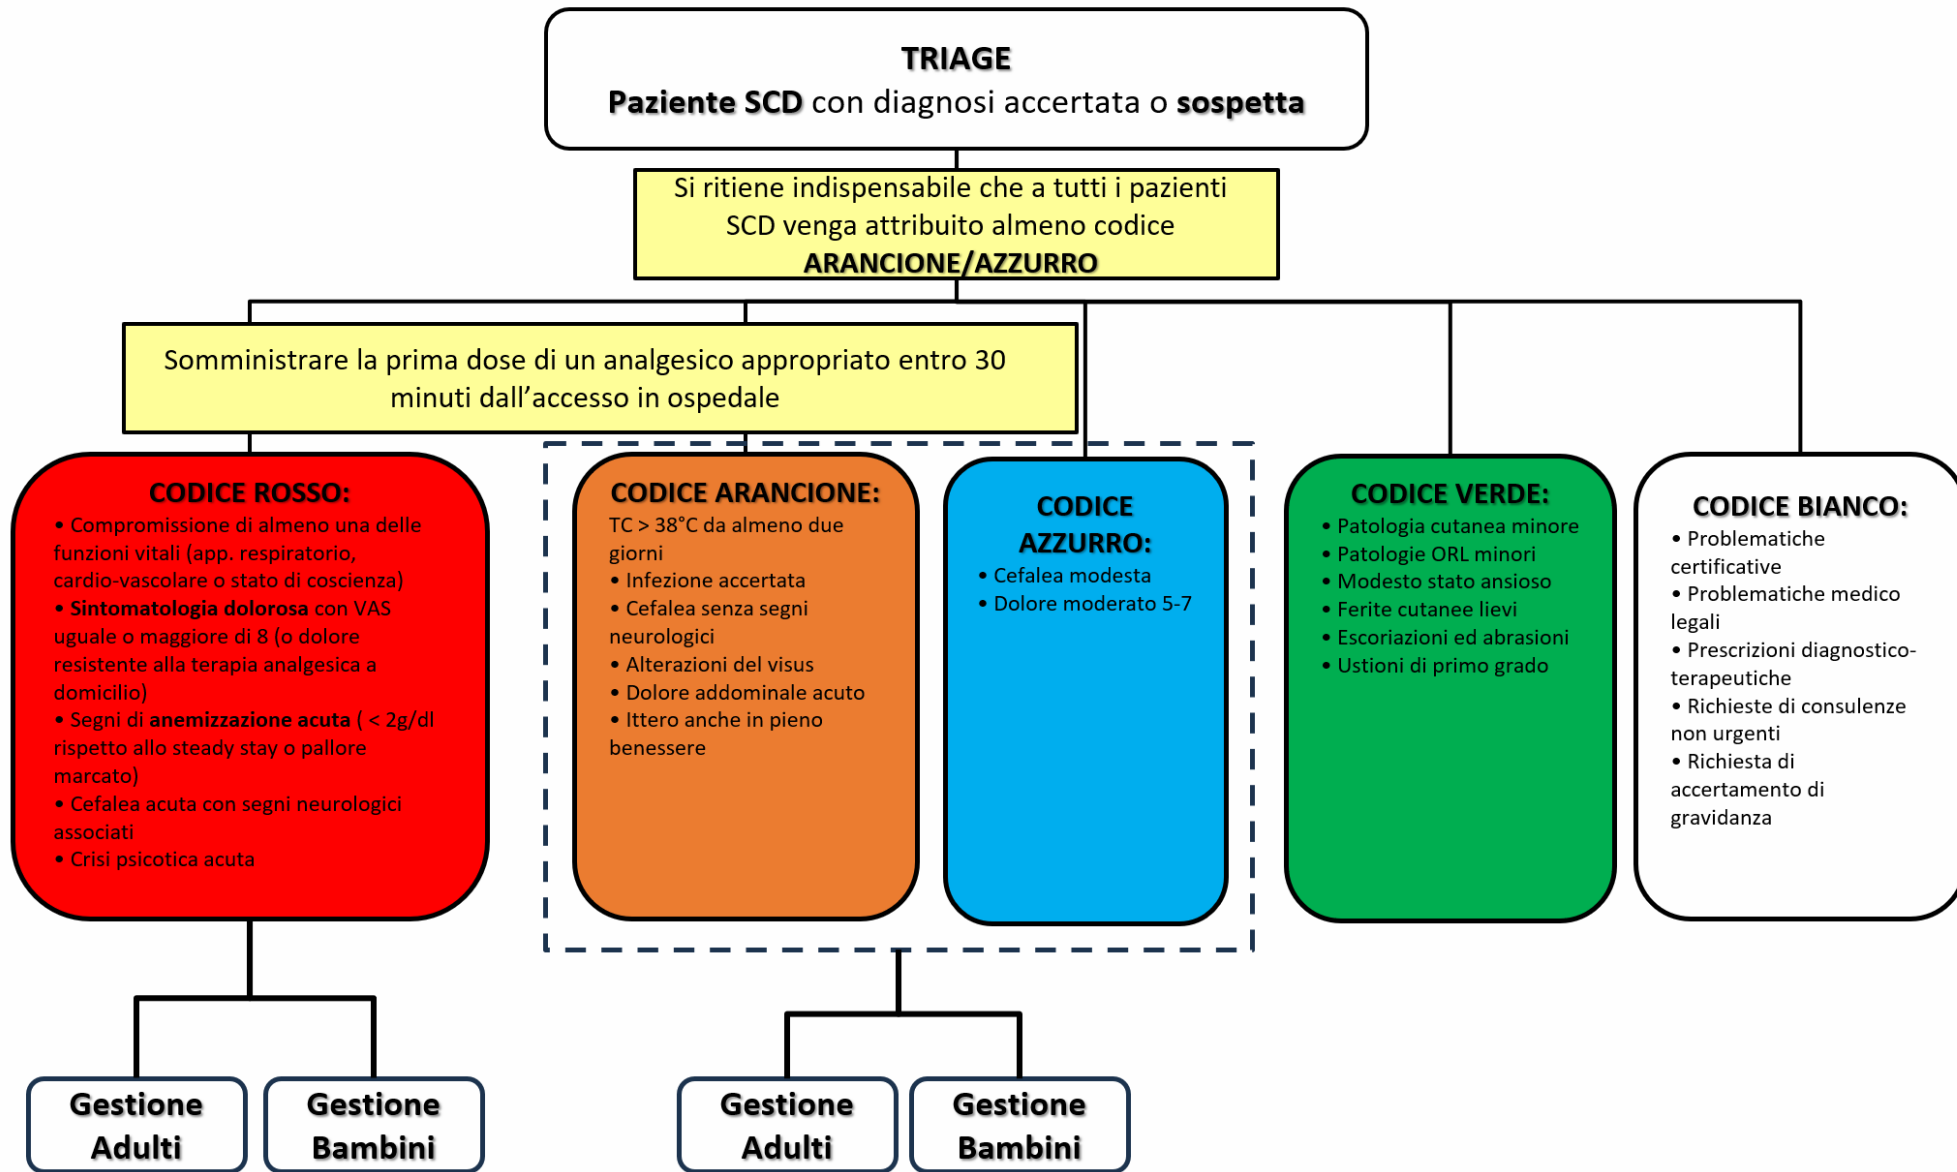 TRIAGE
Paziente SCD con diagnosi accertata o sospetta
Si ritiene indispensabile che a tutti i pazienti
SCD venga attribuito almeno codice
ARANCIONE/AZZURRO
Somministrare la prima dose di un analgesico appropriato entro 30
minuti dall’accesso in ospedale
CODICE ROSSO:
• Compromissione di almeno una delle
funzioni vitali (app. respiratorio,
cardio-vascolare o stato di coscienza)
• Sintomatologia dolorosa con VAS
uguale o maggiore di 8 (o dolore
resistente alla terapia analgesica a
domicilio)
• Segni di anemizzazione acuta ( < 2g/dl
rispetto allo steady stay o pallore
marcato)
• Cefalea acuta con segni neurologici
associati
• Crisi psicotica acuta
CODICE ARANCIONE:
TC > 38°C da almeno due
giorni
• Infezione accertata
• Cefalea senza segni
neurologici
• Alterazioni del visus
• Dolore addominale acuto
• Ittero anche in pieno
benessere
CODICE
AZZURRO:
• Cefalea modesta
• Dolore moderato 5-7
CODICE VERDE:
• Patologia cutanea minore
• Patologie ORL minori
• Modesto stato ansioso
• Ferite cutanee lievi
• Escoriazioni ed abrasioni
• Ustioni di primo grado
CODICE BIANCO:
• Problematiche
certificative
• Problematiche medico
legali
• Prescrizioni diagnostico-
terapeutiche
• Richieste di consulenze
non urgenti
• Richiesta di
accertamento di
gravidanza
Gestione
Adulti
Gestione
Bambini
Gestione
Adulti
Gestione
Bambini